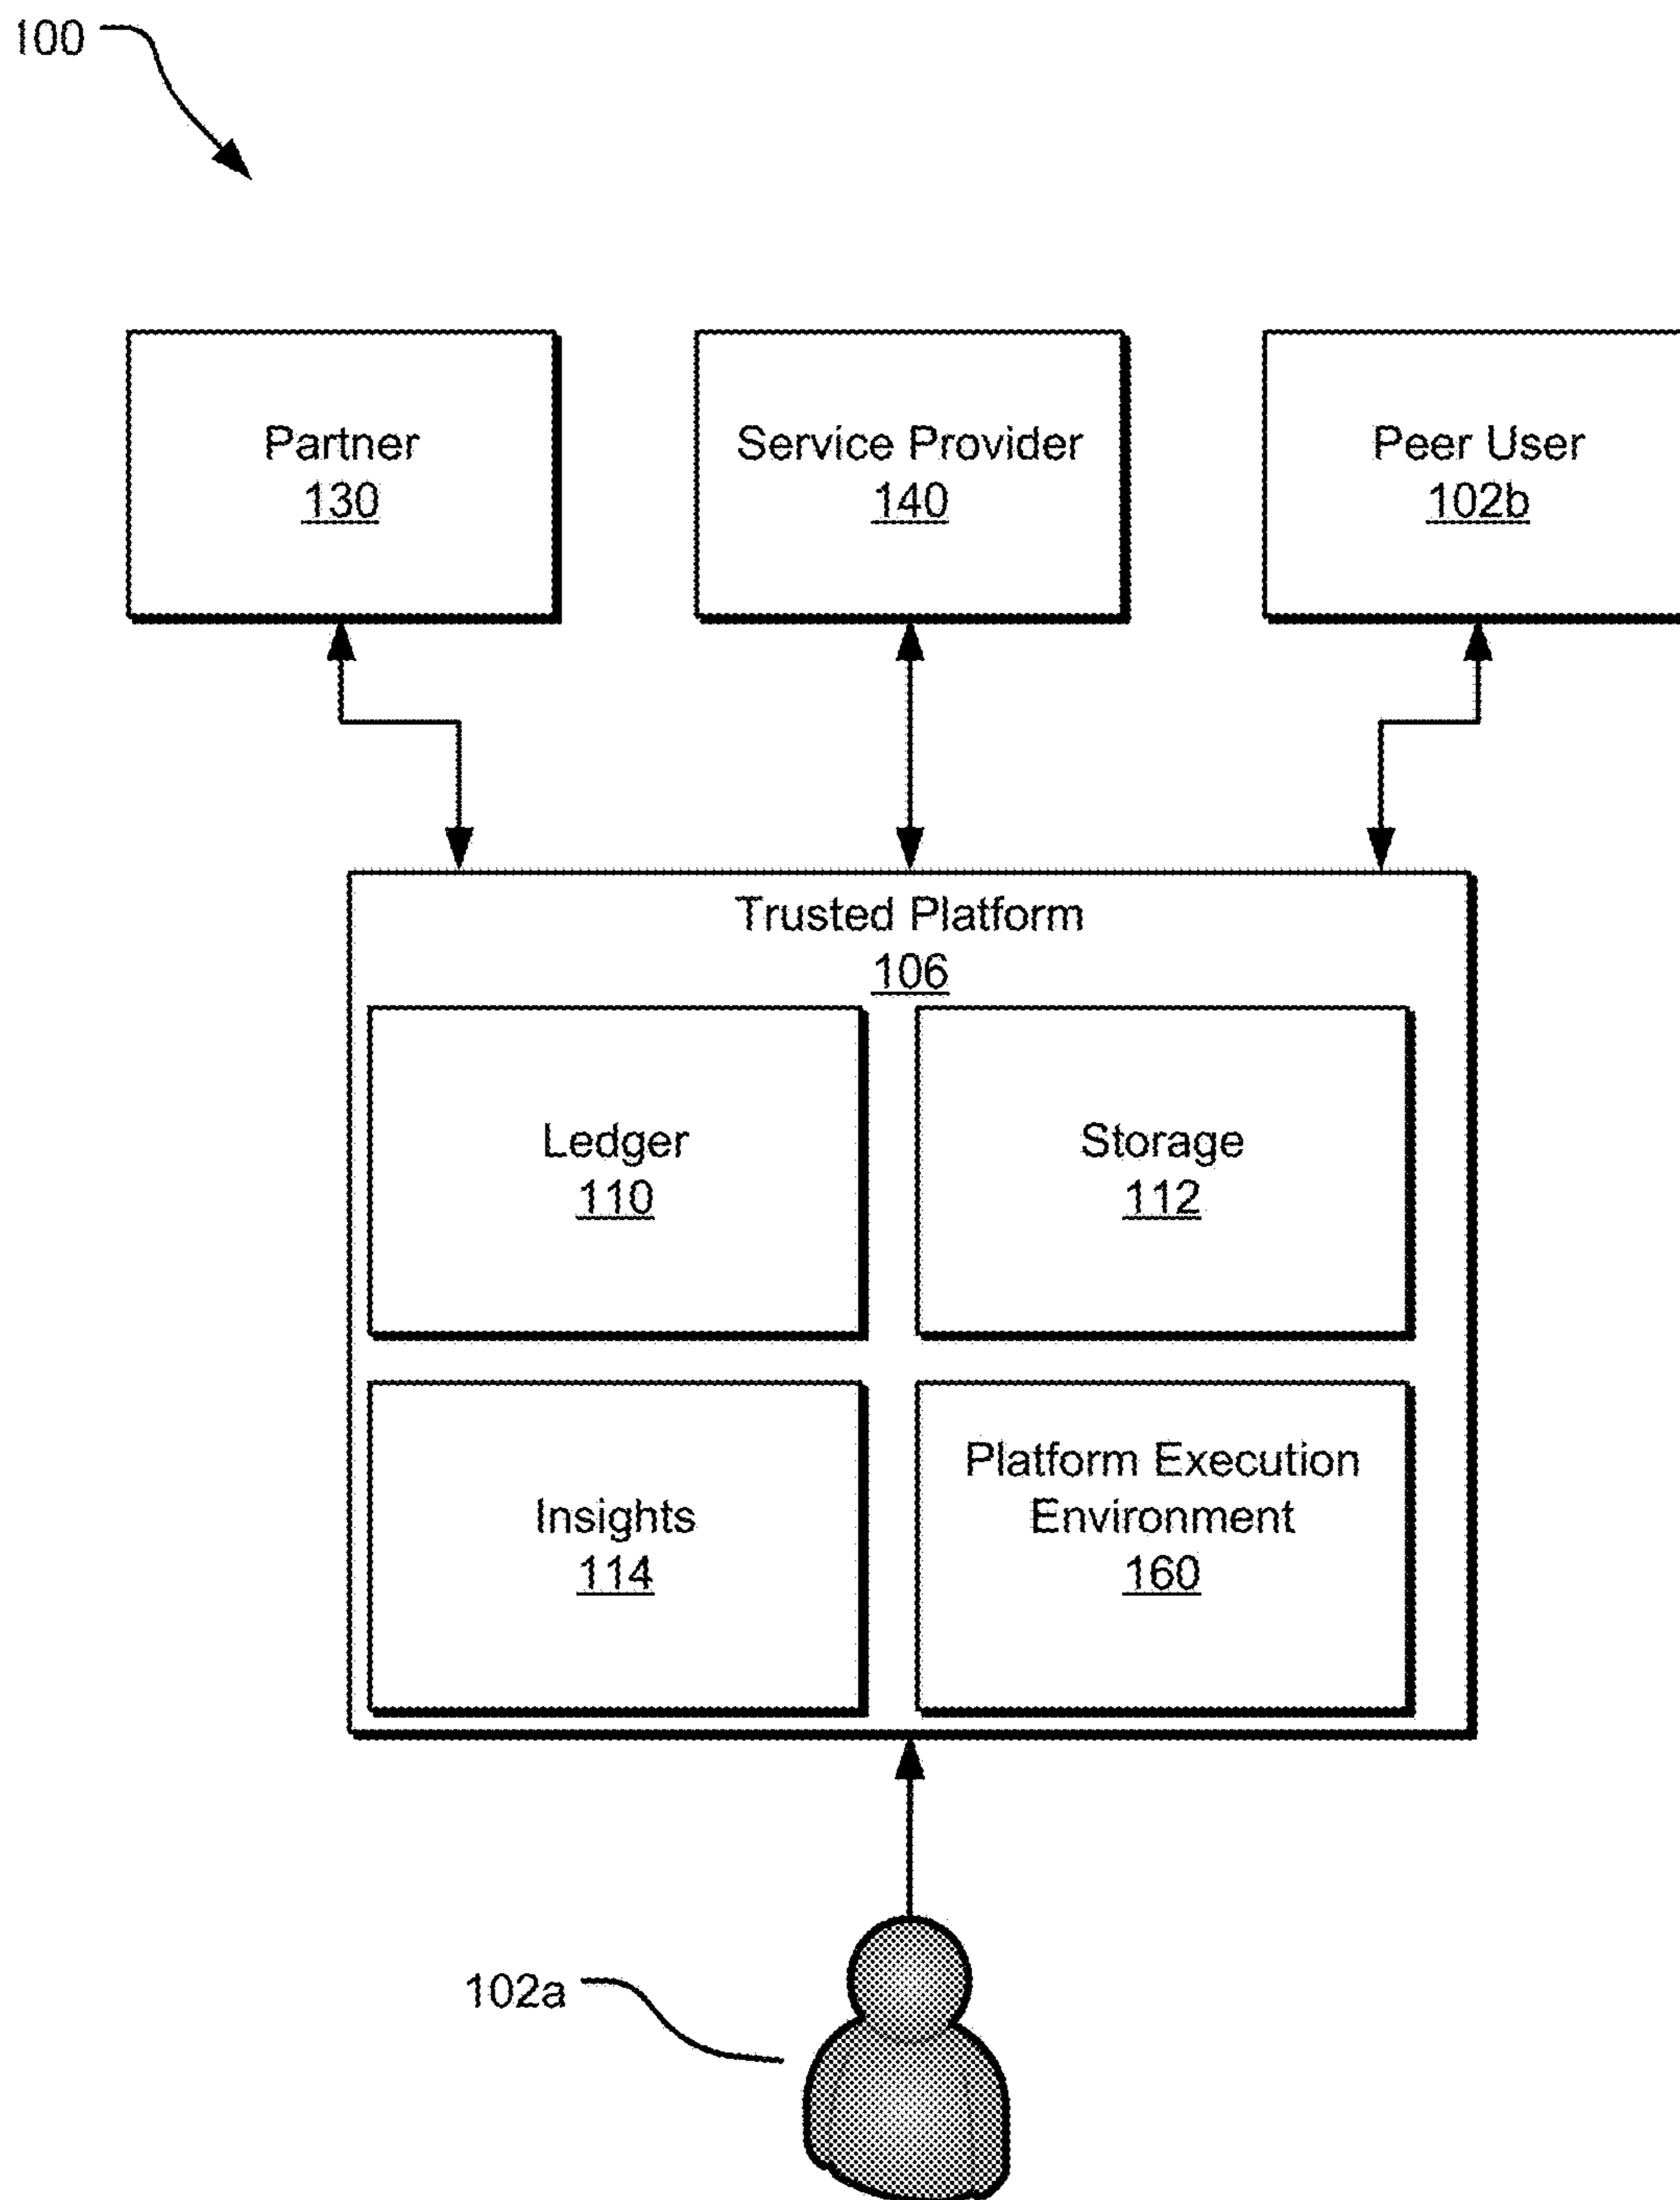 100
Partner
130
Service Provider
140
Peer User
102b
Trusted Platform
106
Ledger
110
Storage
112
Insights
114
Platform Execution
Environment
160
102a